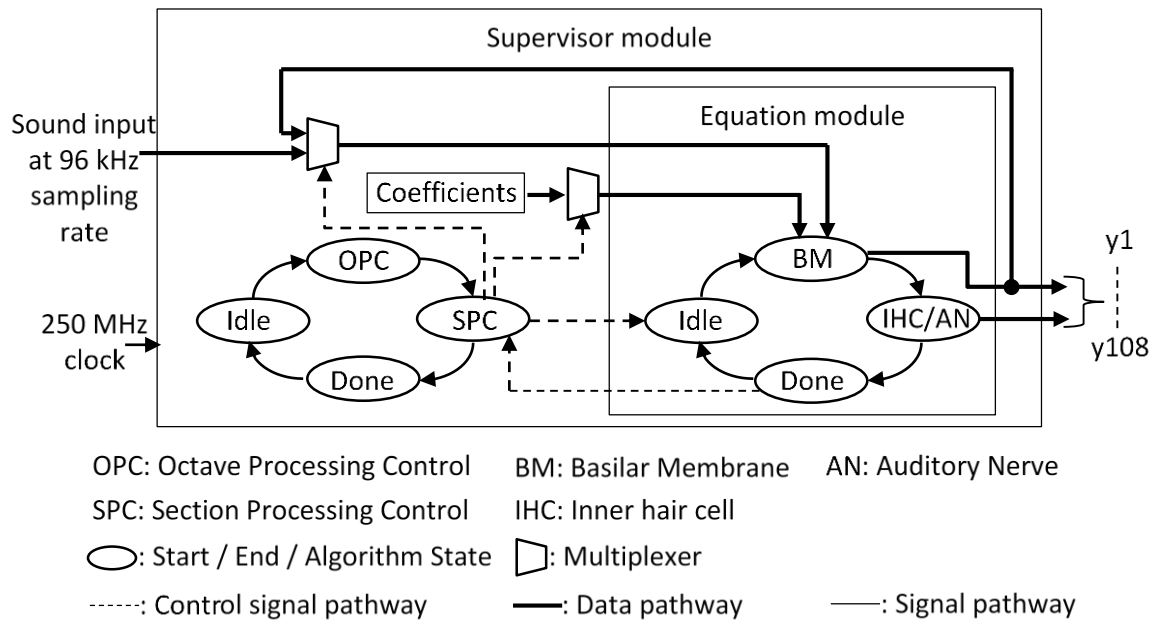 Supervisor module
Equation module
Sound input
at 96 kHz
sampling
rate
Coefficients
OPC
BM
y1
Idle
SPC
Idle
IHC/AN
250 MHz
clock
Done
Done
y108
OPC: Octave Processing Control
BM: Basilar Membrane
AN: Auditory Nerve
SPC: Section Processing Control
IHC: Inner hair cell
: Start / End / Algorithm State
: Multiplexer
: Control signal pathway
: Data pathway
: Signal pathway